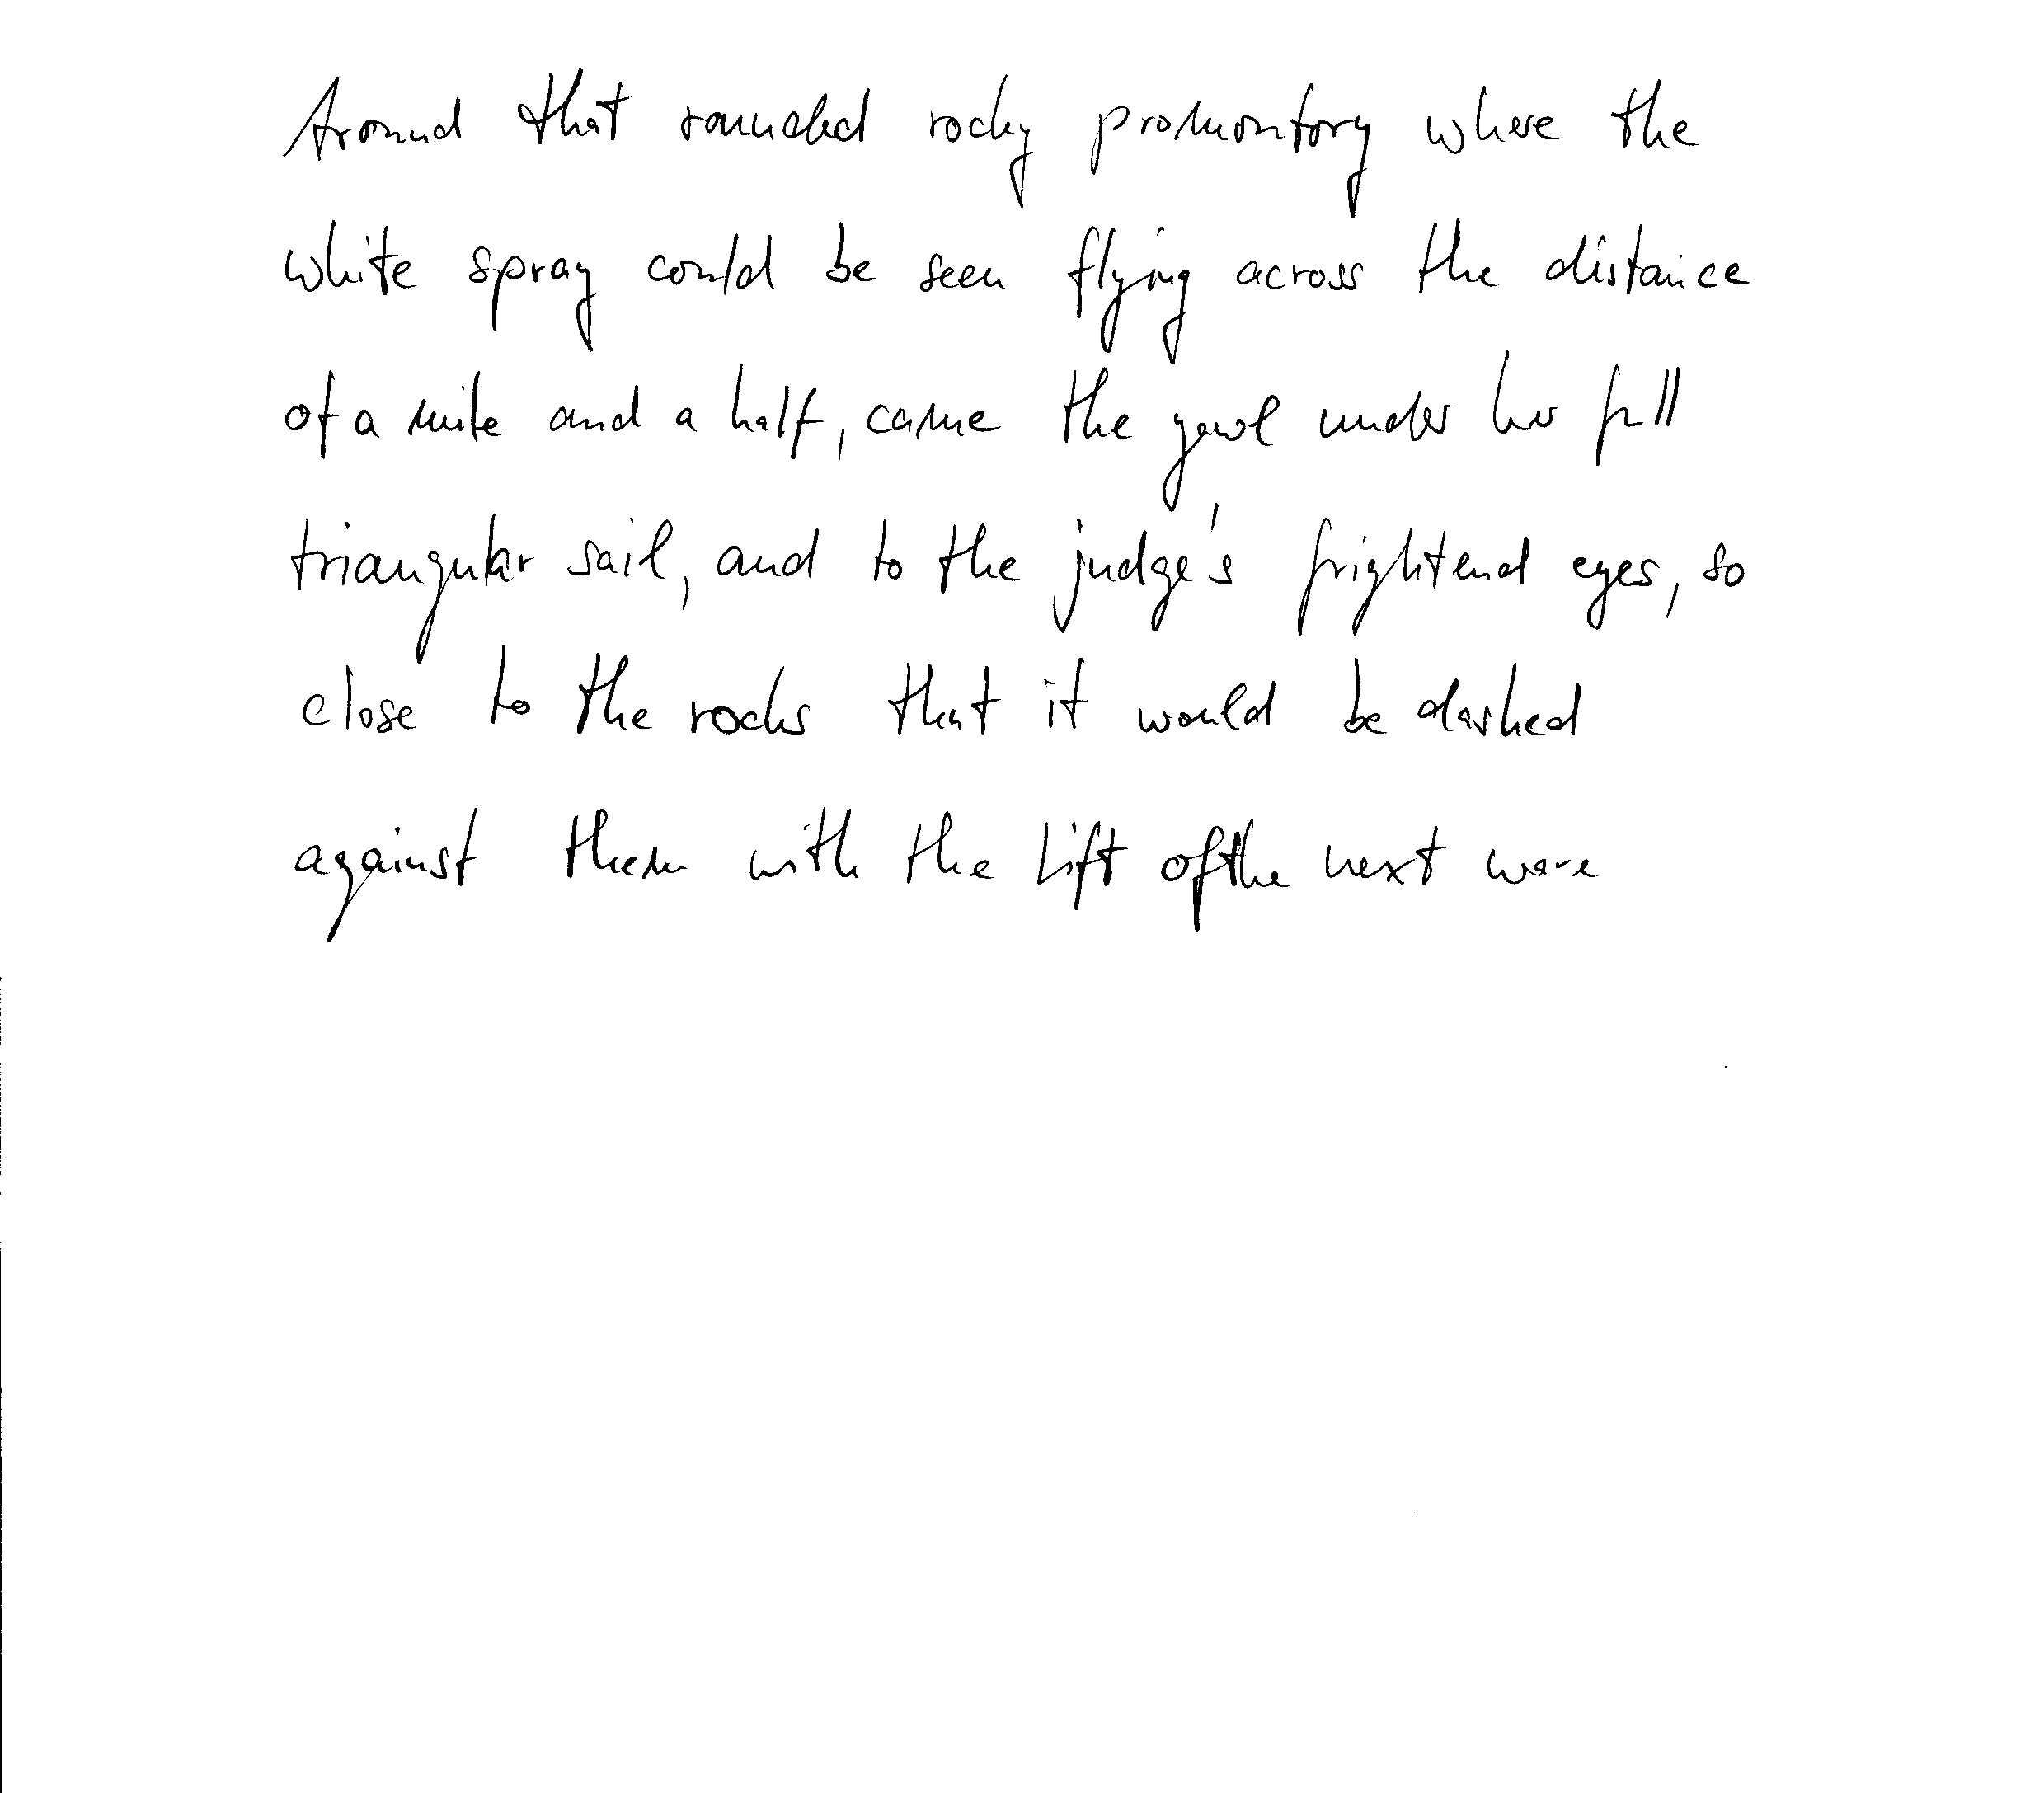 Around that rounded rocky promontory where the
white spray could be seen flying across the distance
of a mile and a half, came the yawl under her full
triangular sail, and to the judge's frightend eyes, so
close to the rocks that it would be dashed
against them with the lift of the next wave